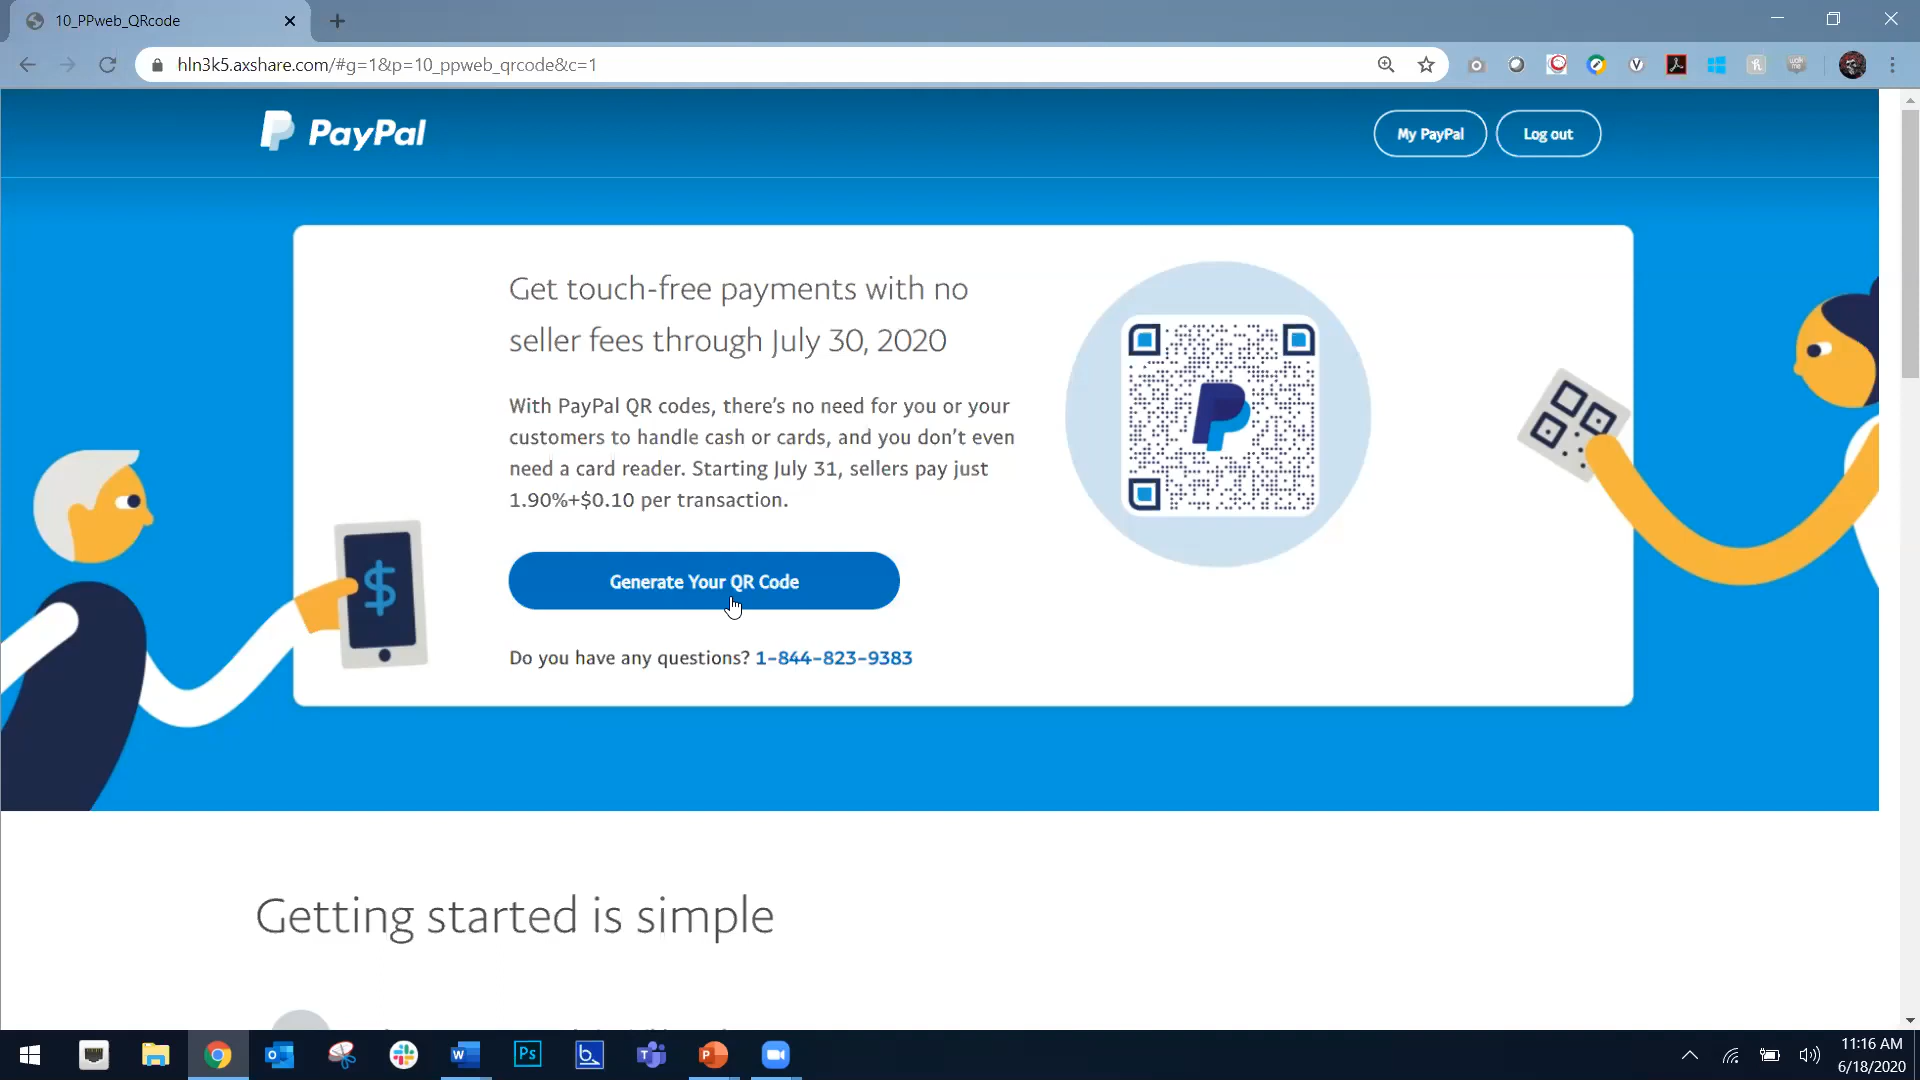 10_PPweb_QRcode
hln3k5.axshare.com/#g=1&p=10_ppweb_qrcode&c=1
PayPal
My PayPal
Log out
Get touch-free payments with no
seller fees through July 30, 2020
With PayPal QR codes, there's no need for you or your
customers to handle cash or cards, and you don't even
need a card reader. Starting July 31, sellers pay just
1.90%+$0.10 per transaction.
$
Generate Your QR Code
Do you have any questions? 1-844-823-9383
Getting started is simple
11:16 AM
6/18/2020